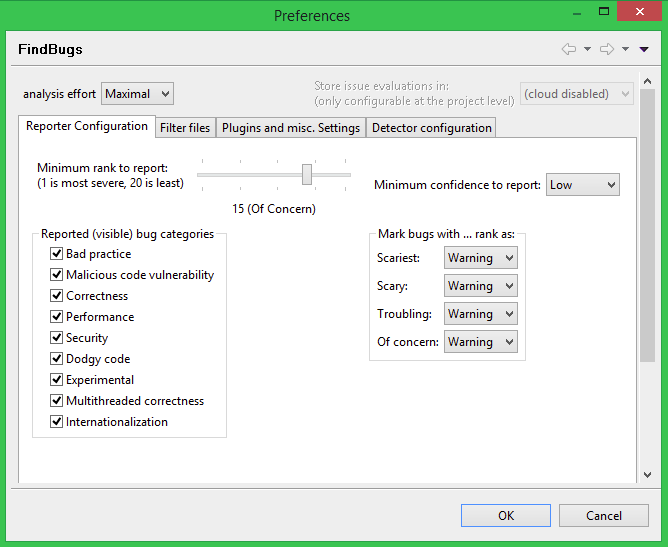 Preferences
FindBugs
analysis effort Maximal
Store issue evaluations in:
(only configurable at the project level) (cloud disabled)
Reporter Configuration Filter files Plugins and misc. Settings Detector configuration
Minimum rank to report:
(1 is most severe, 20 is least)
15 (Of Concern)
Minimum confidence to report: Low
Reported (visible) bug categories
Bad practice
Malicious code vulnerability
Correctness
Performance
Security
Dodgy code
Experimental
Multithreaded correctness
Internationalization
Mark bugs with ... rank as:
Scariest: Warning
Scary: Warning
Troubling: Warning
Of concern: Warning
OK Cancel